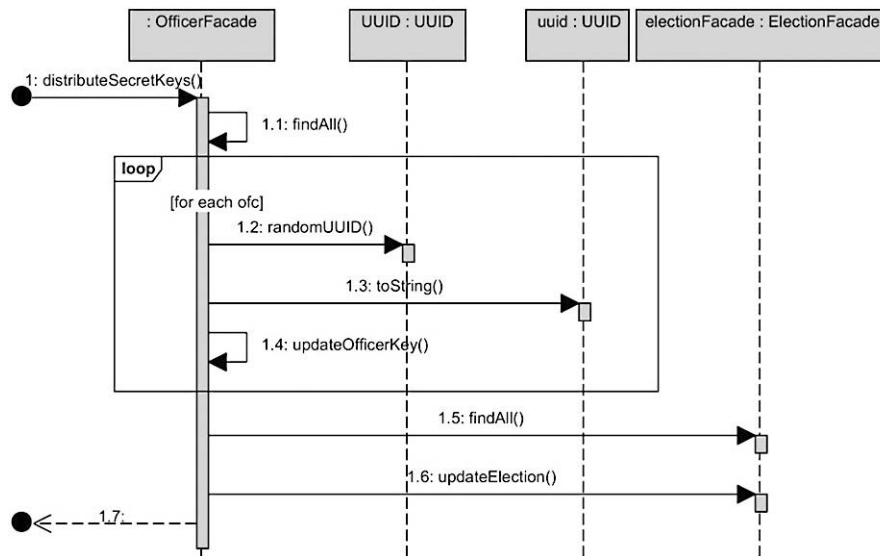 : OfficerFacade
UUID : UUID
uuid : UUID
electionFacade : ElectionFacade
1: distributeSecretKeys()
1.1: findAll()
loop
[for each ofc]
1.2: randomUUID()
1.3: toString()
1.4: updateOfficerKey()
1.5: findAll()
1.6: updateElection()
1.7: